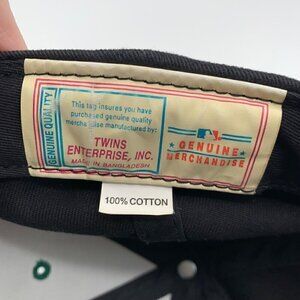 GENUINE QUALITY
This tag insures you have
purchased genuine quality
merchandise manufactured by:
TWINS
ENTERPRISE, INC.
MADE IN BANGLADESH
GENUINE
MERCHANDISE
100% COTTON